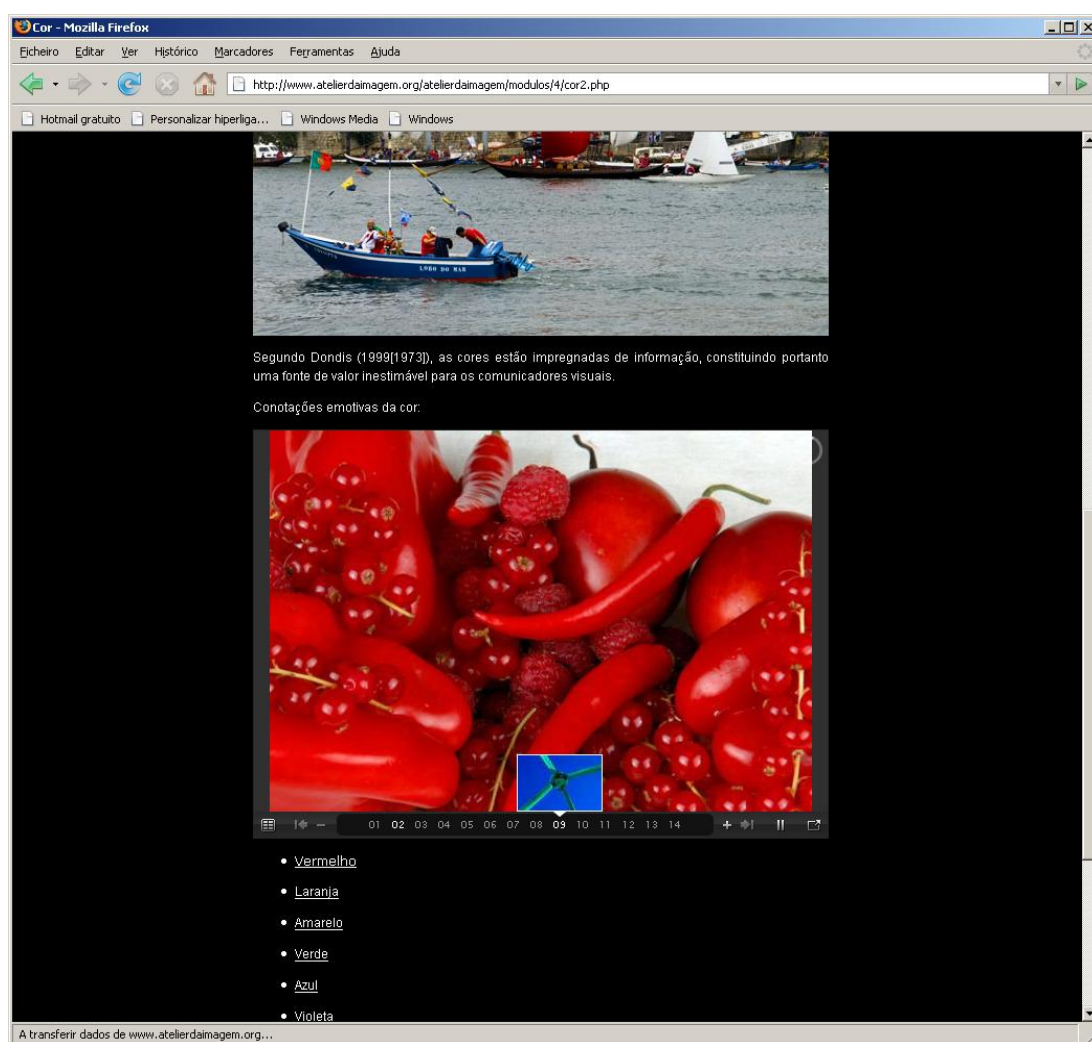 Cor - Mozilla Firefox
Ficheiro Editar Ver Histórico Marcadores Ferramentas Ajuda
http://www.atelierdaimagem.org/atelierdaimagem/modulos/4/cor2.php
Hotmail gratuito Personalizar hiperliga... Windows Media Windows
LOBO DO MAR
Segundo Dondis (1999[1973]), as cores estão impregnadas de informação, constituindo portanto
uma fonte de valor inestimável para os comunicadores visuais.
Conotações emotivas da cor:
01 02 03 04 05 06 07 08 09 10 11 12 13 14
• Vermelho
• Laranja
• Amarelo
• Verde
• Azul
• Violeta
A transferir dados de www.atelierdaimagem.org...